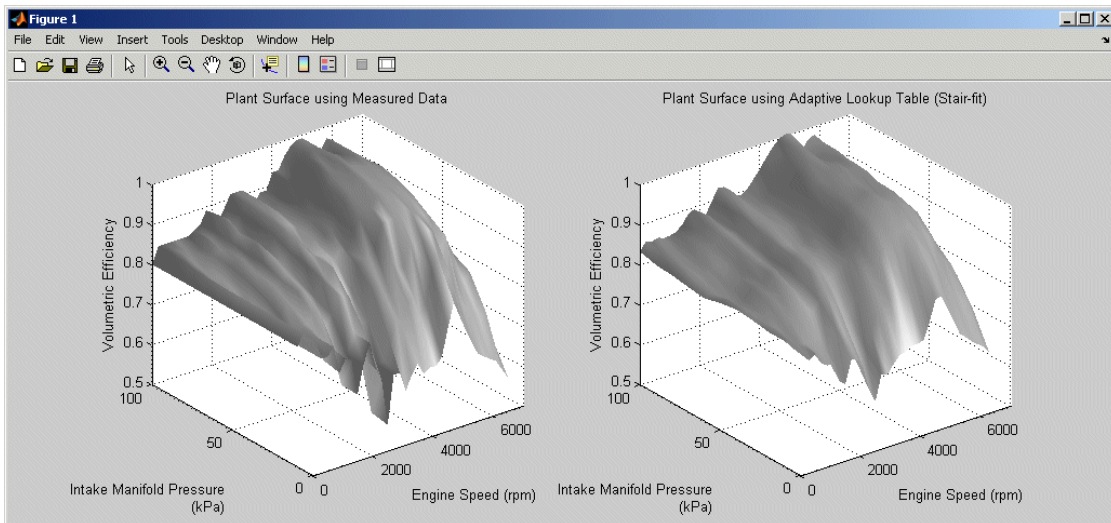 Figure 1
File Edit View Insert Tools Desktop Window Help
Plant Surface using Measured Data
1
0.9
0.8
0.7
0.6
0.5
Volumetric Efficiency
100
50
0
Intake Manifold Pressure
(kPa)
0
2000
4000
6000
Engine Speed (rpm)
Plant Surface using Adaptive Lookup Table (Stair-fit)
1
0.9
0.8
0.7
0.6
0.5
Volumetric Efficiency
100
50
0
Intake Manifold Pressure
(kPa)
0
2000
4000
6000
Engine Speed (rpm)